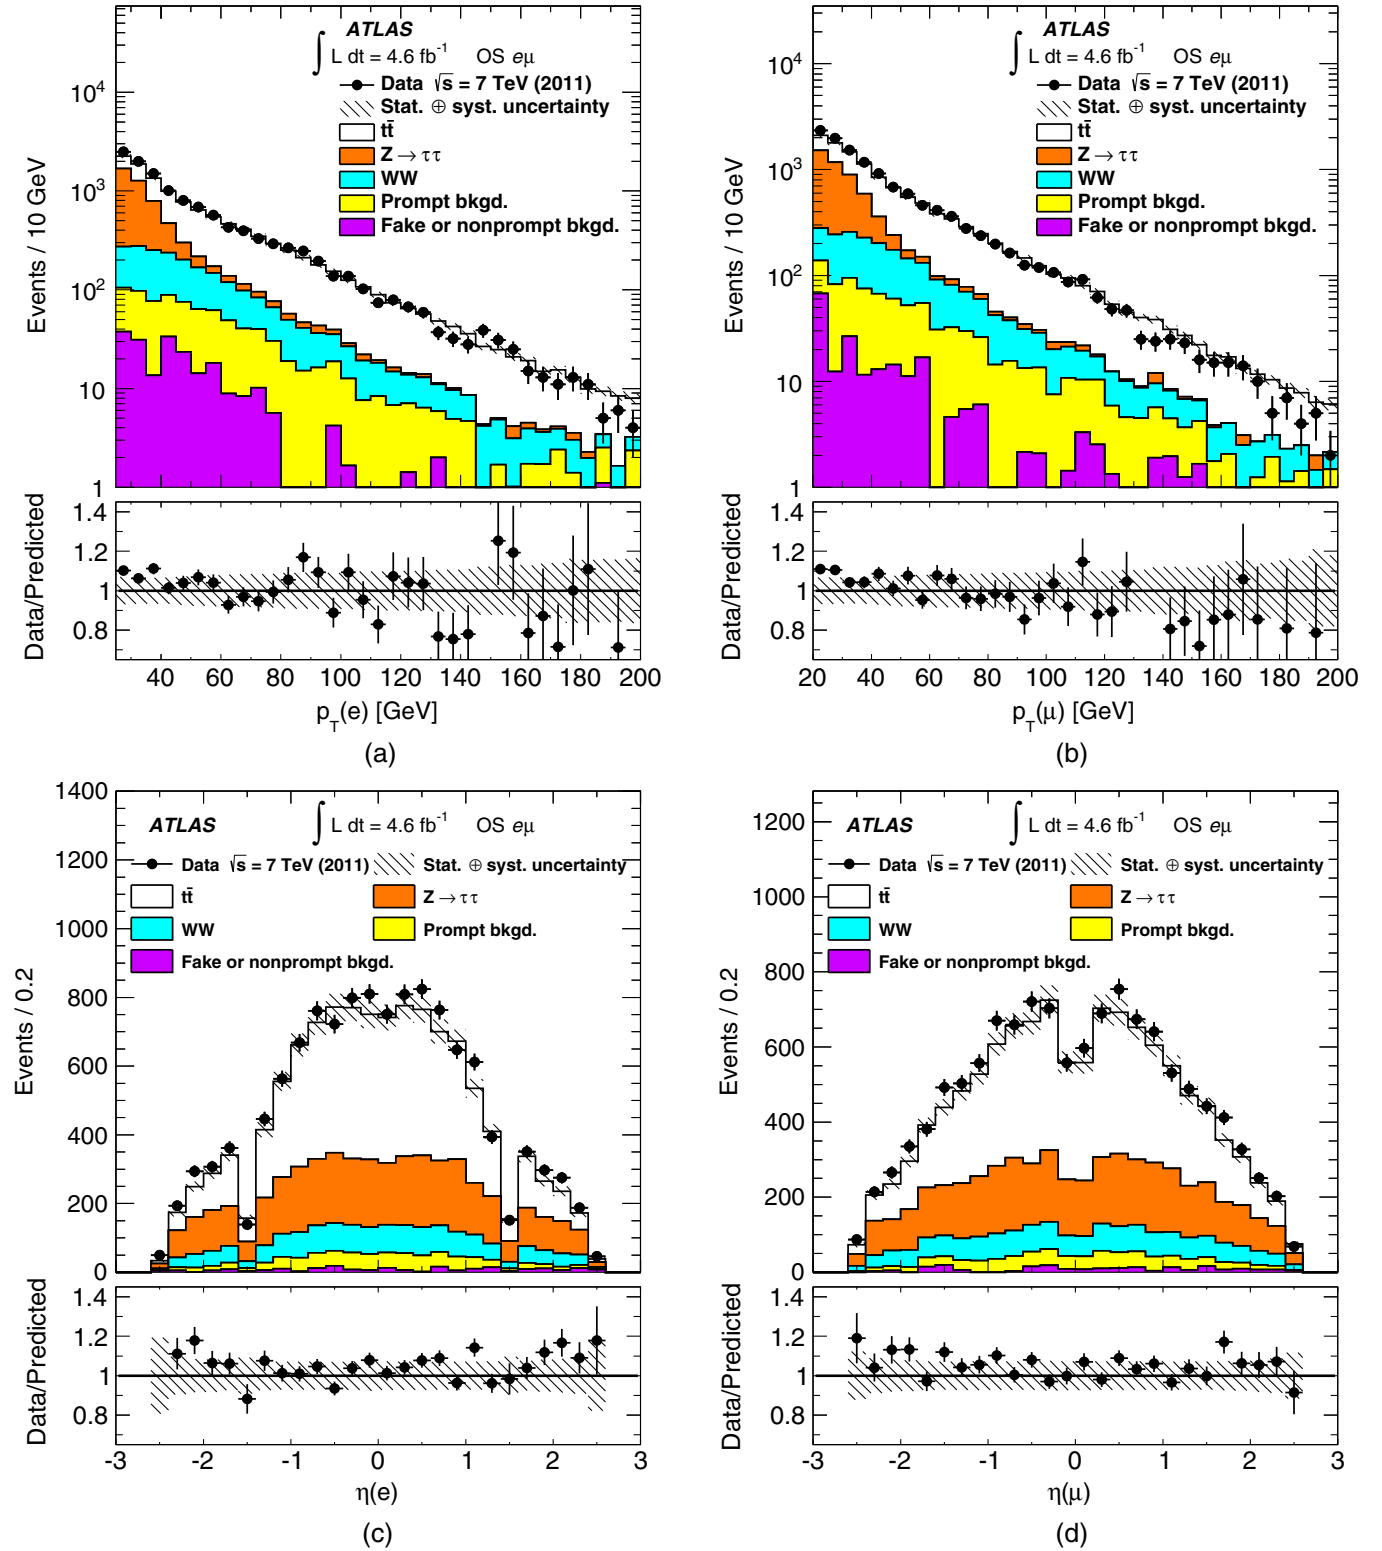 ATLAS
∫ L dt = 4.6 fb⁻¹ OS eμ
Data √s = 7 TeV (2011)
Stat. ⊕ syst. uncertainty
tt̄
Z → ττ
WW
Prompt bkgd.
Fake or nonprompt bkgd.
Events / 10 GeV
10⁴
10³
10²
10
1
Data/Predicted
1.4
1.2
1
0.8
40 60 80 100 120 140 160 180 200
p_T(e) [GeV]
(a)
ATLAS
∫ L dt = 4.6 fb⁻¹ OS eμ
Data √s = 7 TeV (2011)
Stat. ⊕ syst. uncertainty
tt̄
Z → ττ
WW
Prompt bkgd.
Fake or nonprompt bkgd.
Events / 10 GeV
10⁴
10³
10²
10
1
Data/Predicted
1.4
1.2
1
0.8
20 40 60 80 100 120 140 160 180 200
p_T(μ) [GeV]
(b)
ATLAS ∫ L dt = 4.6 fb⁻¹ OS eμ
Data √s = 7 TeV (2011) Stat. ⊕ syst. uncertainty
tt̄ Z → ττ
WW Prompt bkgd.
Fake or nonprompt bkgd.
Events / 0.2
1400
1200
1000
800
600
400
200
0
Data/Predicted
1.4
1.2
1
0.8
-3 -2 -1 0 1 2 3
η(e)
(c)
ATLAS ∫ L dt = 4.6 fb⁻¹ OS eμ
Data √s = 7 TeV (2011) Stat. ⊕ syst. uncertainty
tt̄ Z → ττ
WW Prompt bkgd.
Fake or nonprompt bkgd.
Events / 0.2
1200
1000
800
600
400
200
0
Data/Predicted
1.4
1.2
1
0.8
-3 -2 -1 0 1 2 3
η(μ)
(d)